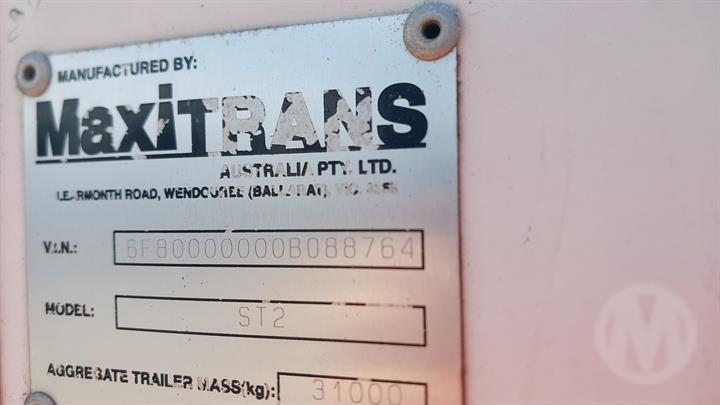 MANUFACTURED BY:
MaxiTRANS
AUSTRALIA PTY. LTD.
LEARMONTH ROAD, WENDOUREE (BALLARAT), VIC. 3355
V.I.N.: 6F80000000B088764
MODEL: ST2
AGGREGATE TRAILER MASS(kg): 31000
M